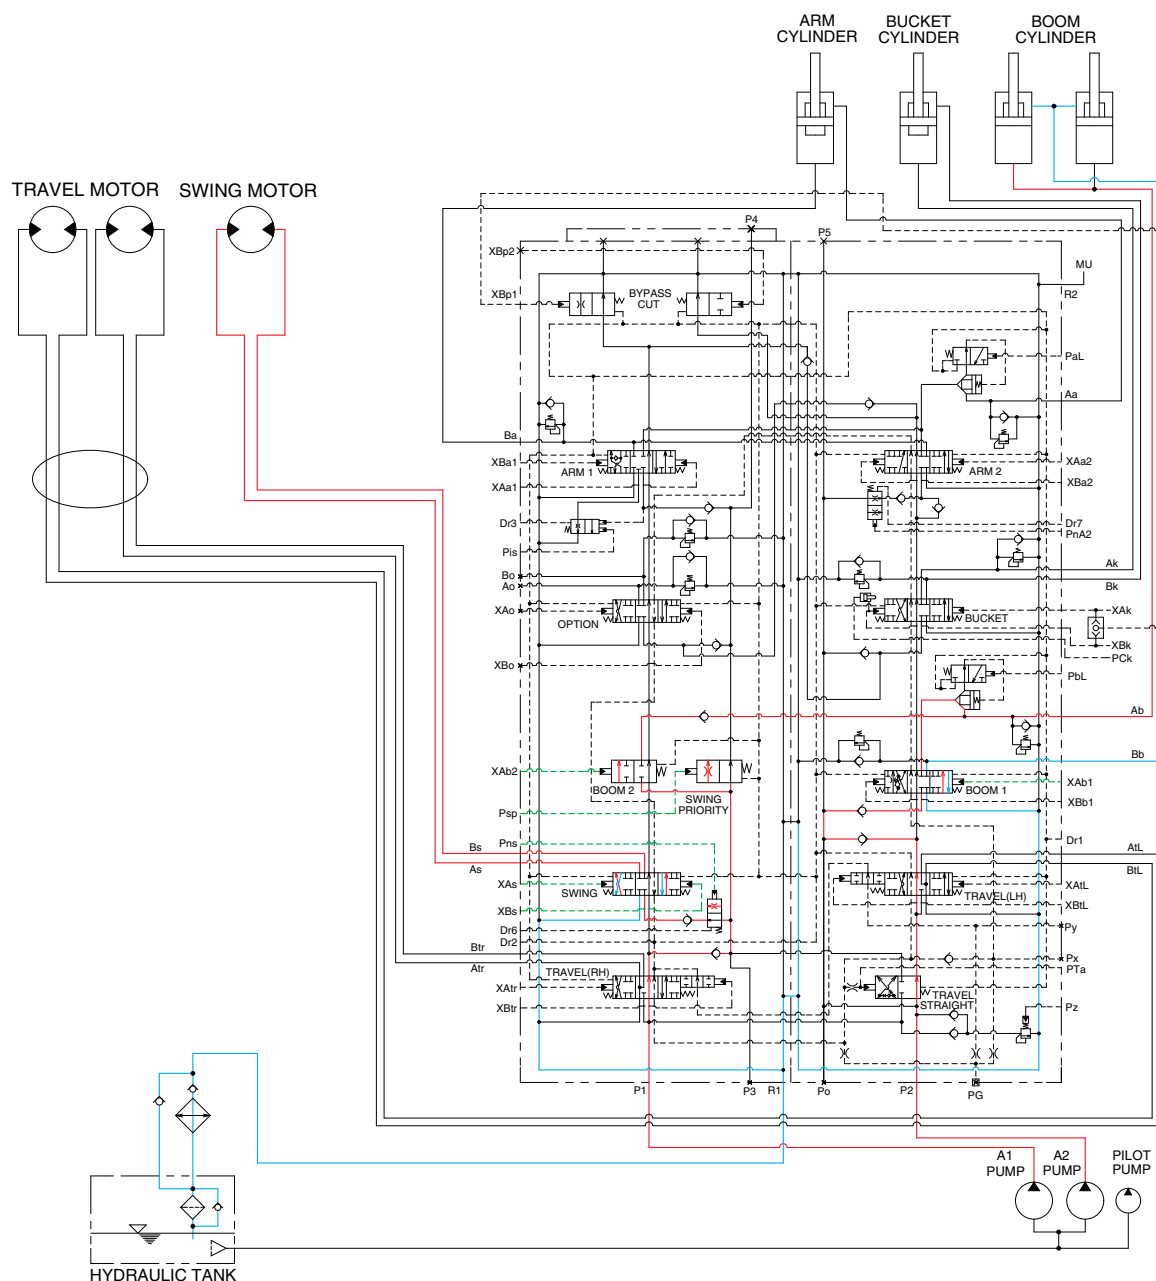 ARM
CYLINDER
BUCKET
CYLINDER
BOOM
CYLINDER
TRAVEL MOTOR
SWING MOTOR
P4
P5
XBp2
MU
XBp1
BYPASS
CUT
R2
PaL
Aa
Ba
XBa1
ARM 1
ARM 2
XAa2
XAa1
XBa2
Dr3
Dr7
Pis
PnA2
Bo
Ak
Ao
Bk
XAo
XAk
OPTION
BUCKET
XBk
XBo
PCk
PbL
Ab
Bb
XAb2
XAb1
BOOM 2
SWING
PRIORITY
BOOM 1
XBb1
Psp
Pns
Dr1
Bs
AtL
As
BtL
XAs
SWING
TRAVEL(LH)
XAtL
XBs
XBtL
Dr6
Py
Dr2
Btr
Px
Atr
TRAVEL(RH)
PTa
XAtr
TRAVEL
STRAIGHT
XBtr
Pz
P1
P3
R1
Po
P2
PG
A1
PUMP
A2
PUMP
PILOT
PUMP
HYDRAULIC TANK